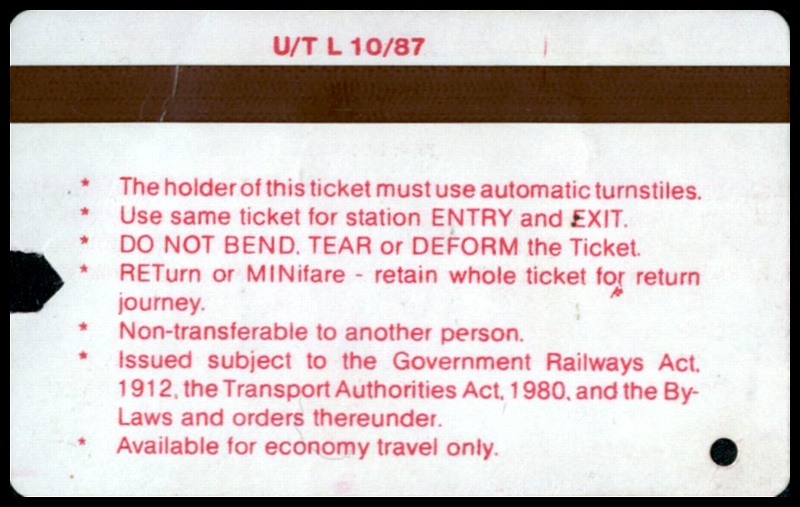 U/T L 10/87
* The holder of this ticket must use automatic turnstiles.
* Use same ticket for station ENTRY and EXIT.
* DO NOT BEND, TEAR or DEFORM the Ticket.
* RETurn or MINifare - retain whole ticket for return
journey.
* Non-transferable to another person.
* Issued subject to the Government Railways Act,
1912, the Transport Authorities Act, 1980, and the By-
Laws and orders thereunder.
* Available for economy travel only.